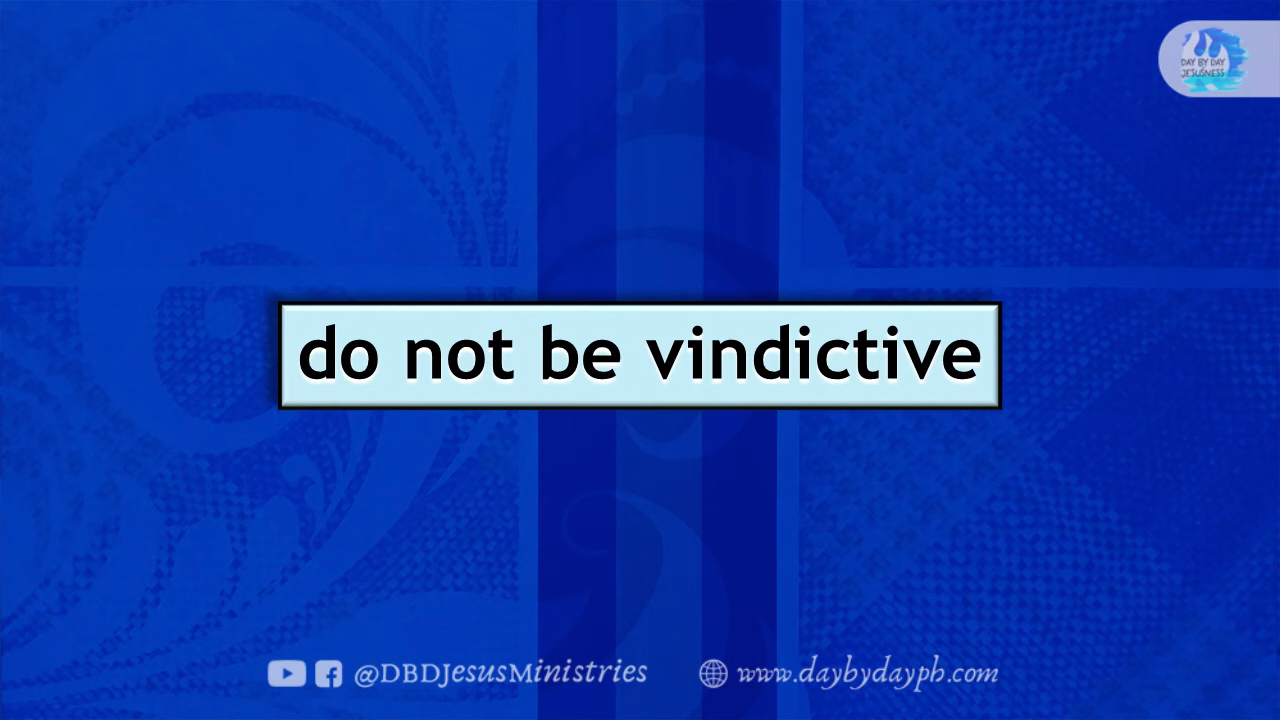 DAY BY DAY
JESUSNESS
do not be vindictive
@DBDJesusMinistries
www.daybydayph.com